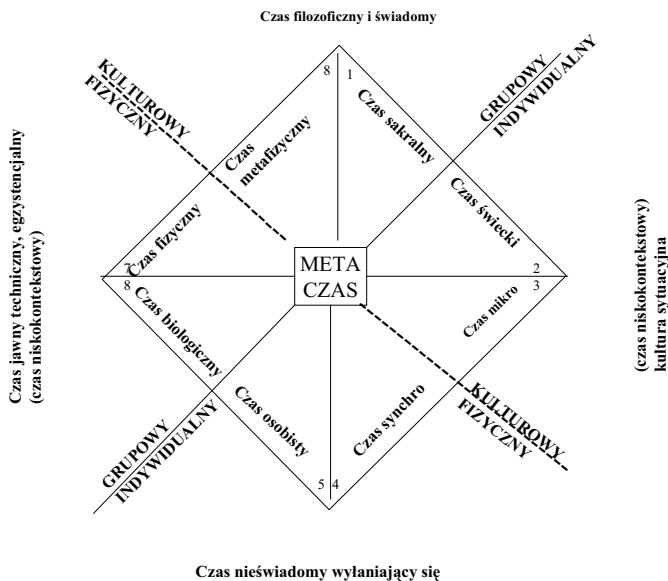 Czas filozoficzny i świadomy
8
1
KULTUROWY
FIZYCZNY
GRUPOWY
INDYWIDUALNY
Czas
metafizyczny
Czas sakralny
Czas fizyczny
Czas świecki
Czas jawny techniczny, egzystencjalny
(czas niskokontekstowy)
META
CZAS
(czas niskokontekstowy)
kultura sytuacyjna
7
8
2
3
Czas biologiczny
Czas mikro
Czas osobisty
Czas synchro
GRUPOWY
INDYWIDUALNY
KULTUROWY
FIZYCZNY
5
4
Czas nieświadomy wyłaniający się